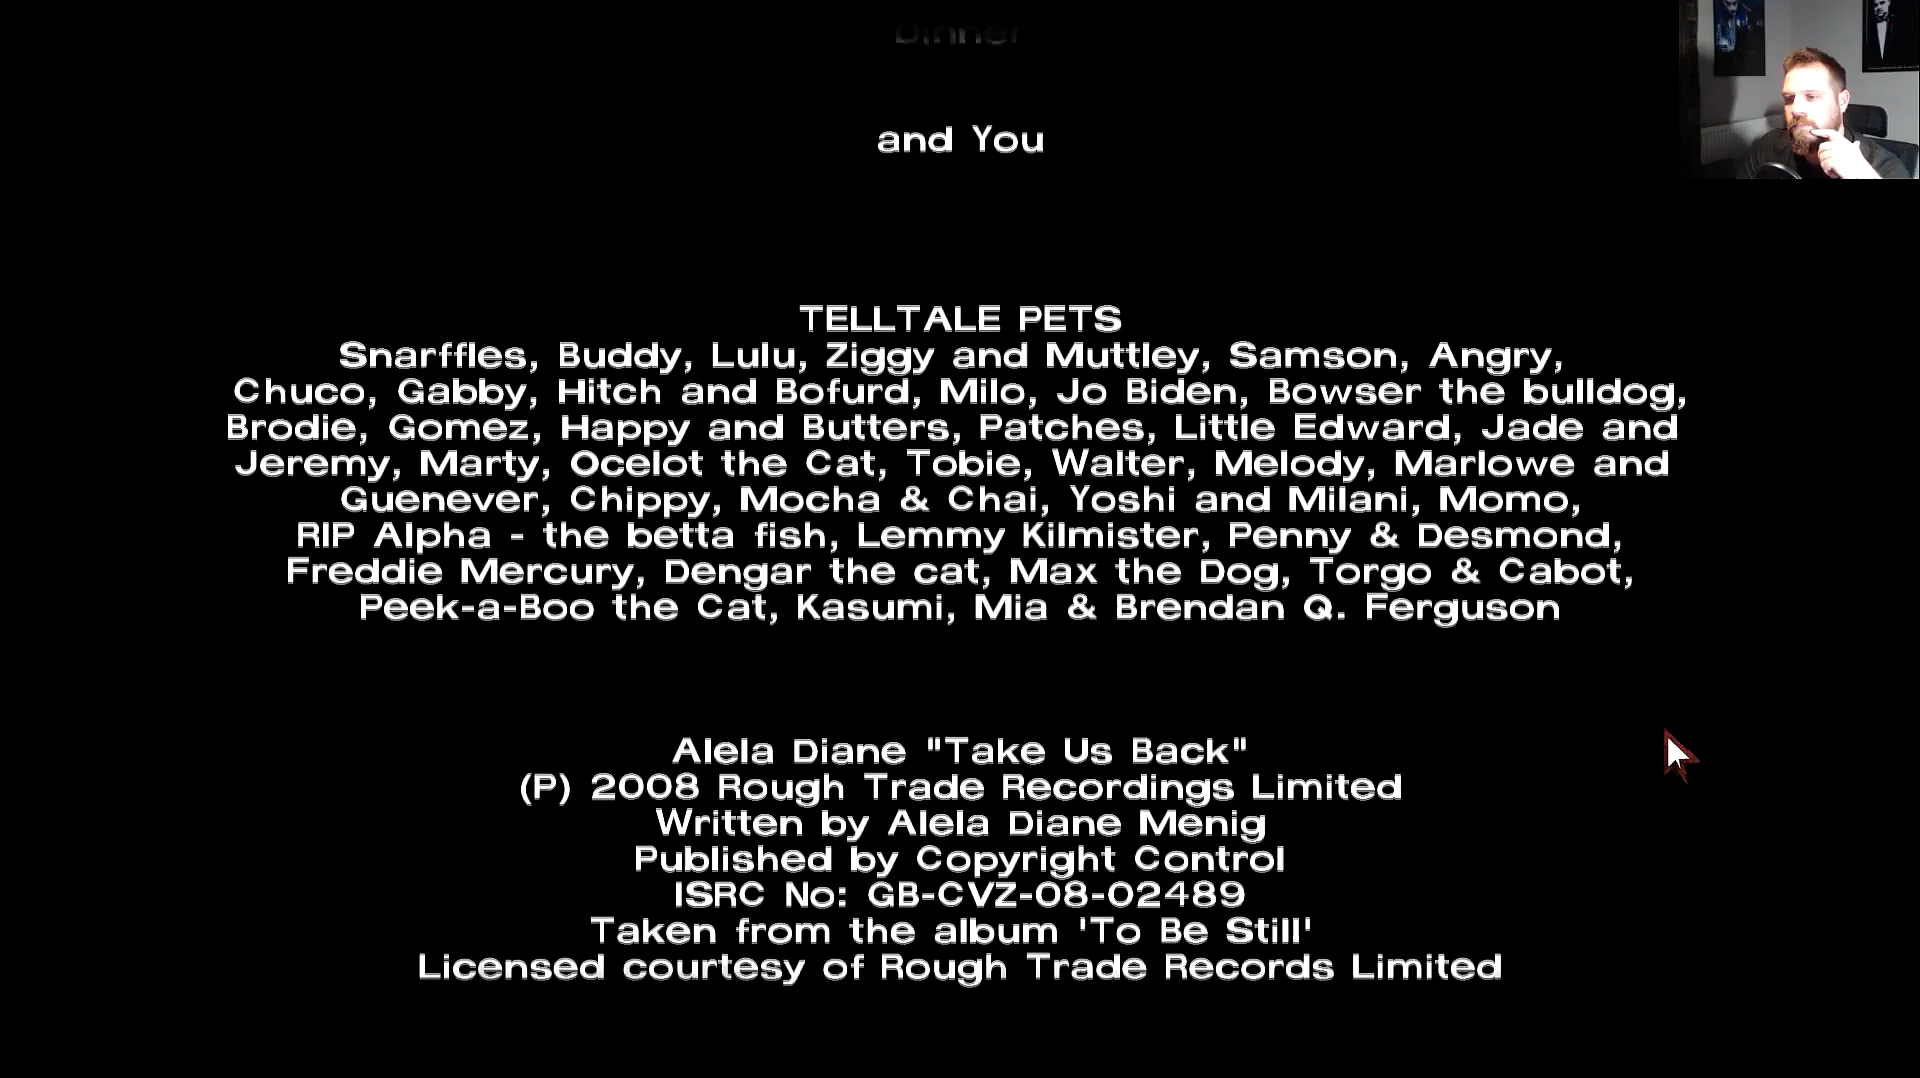 Dinner
and You
TELLTALE PETS
Snarffles, Buddy, Lulu, Ziggy and Muttley, Samson, Angry,
Chuco, Gabby, Hitch and Bofurd, Milo, Jo Biden, Bowser the bulldog,
Brodie, Gomez, Happy and Butters, Patches, Little Edward, Jade and
Jeremy, Marty, Ocelot the Cat, Tobie, Walter, Melody, Marlowe and
Guenever, Chippy, Mocha & Chai, Yoshi and Milani, Momo,
RIP Alpha - the betta fish, Lemmy Kilmister, Penny & Desmond,
Freddie Mercury, Dengar the cat, Max the Dog, Torgo & Cabot,
Peek-a-Boo the Cat, Kasumi, Mia & Brendan Q. Ferguson
Alela Diane "Take Us Back"
(P) 2008 Rough Trade Recordings Limited
Written by Alela Diane Menig
Published by Copyright Control
ISRC No: GB-CVZ-08-02489
Taken from the album 'To Be Still'
Licensed courtesy of Rough Trade Records Limited